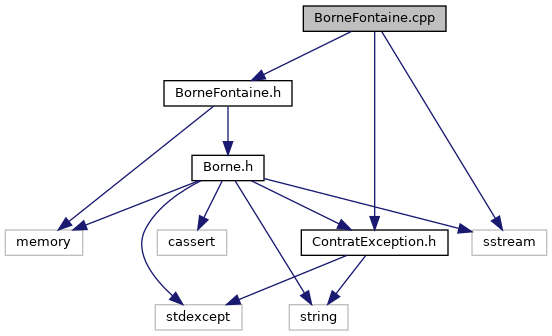 BorneFontaine.cpp
BorneFontaine.h
Borne.h
memory
cassert
ContratException.h
sstream
stdexcept
string